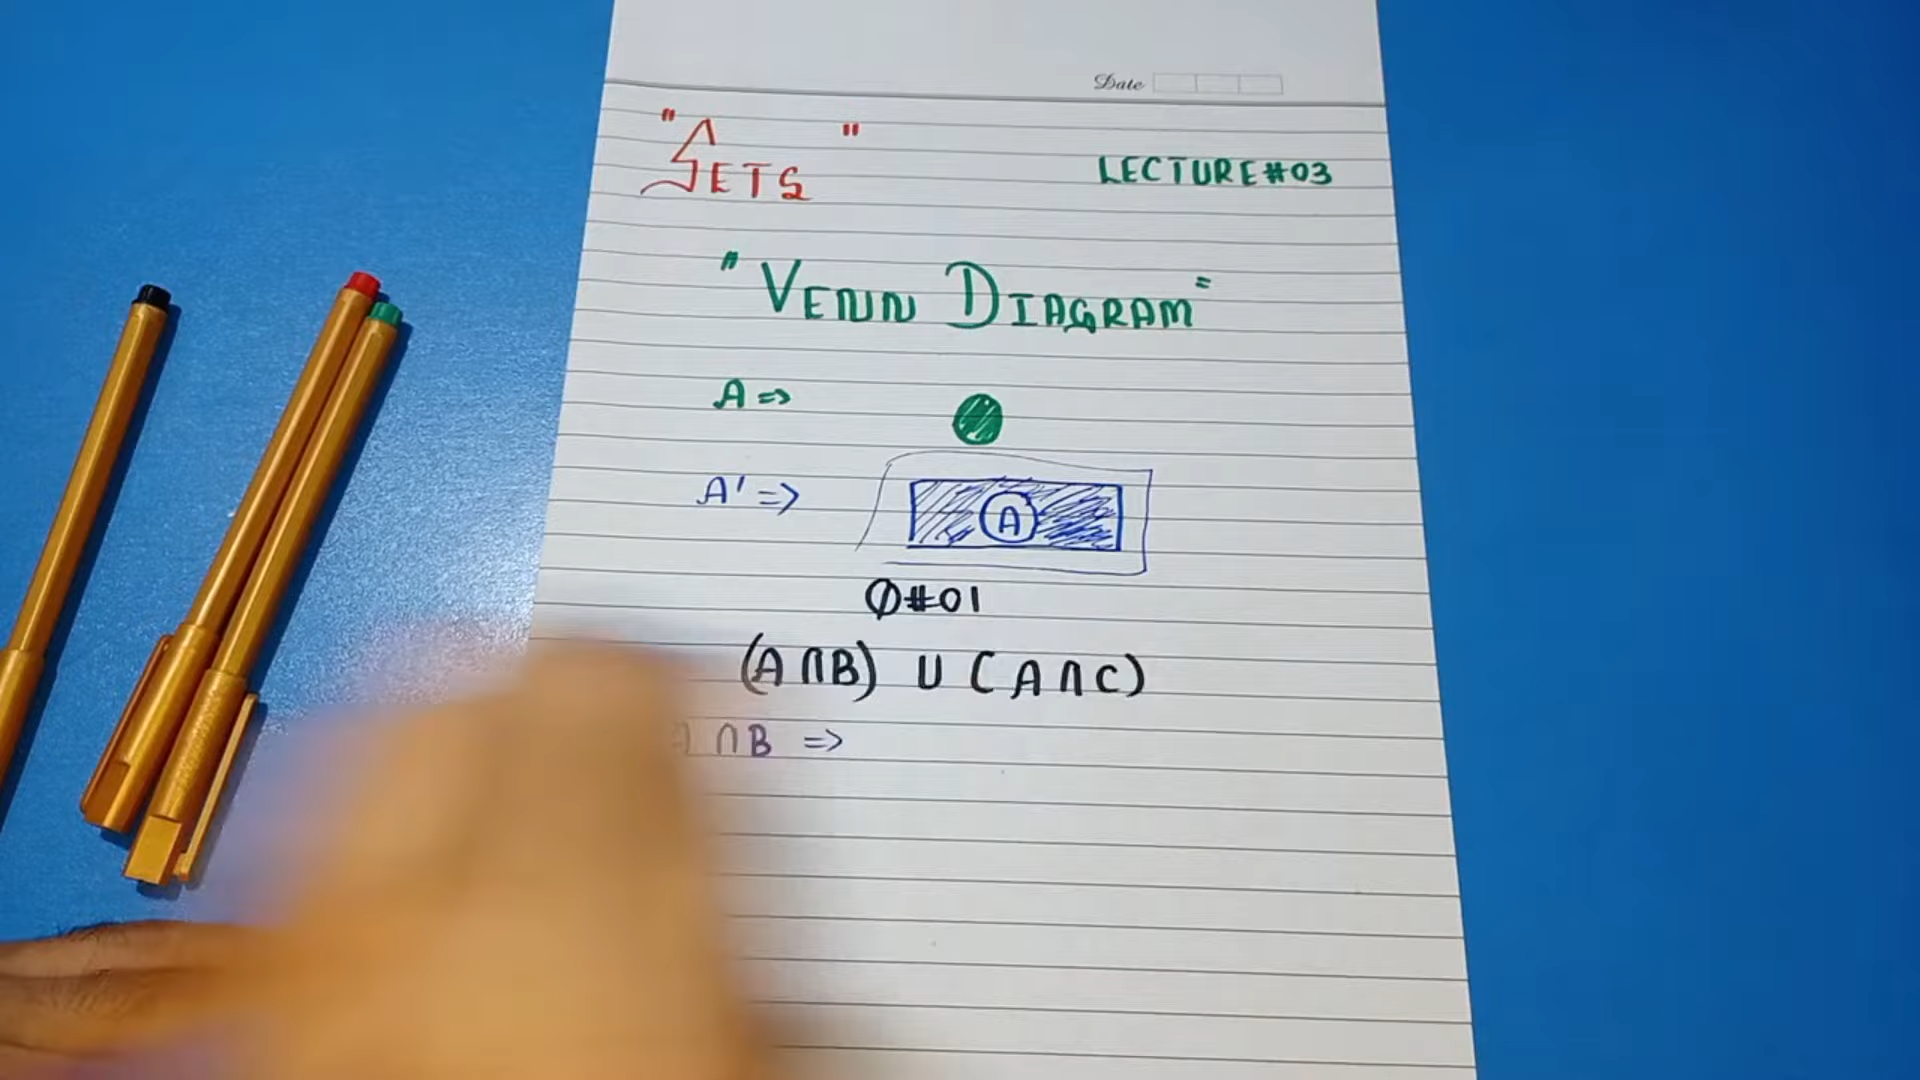 Date
"SETS"
LECTURE#03
"VENN DIAGRAM"
A =>
A' => A
Q#01
(A∩B) ∪ (A∩C)
∩B =>